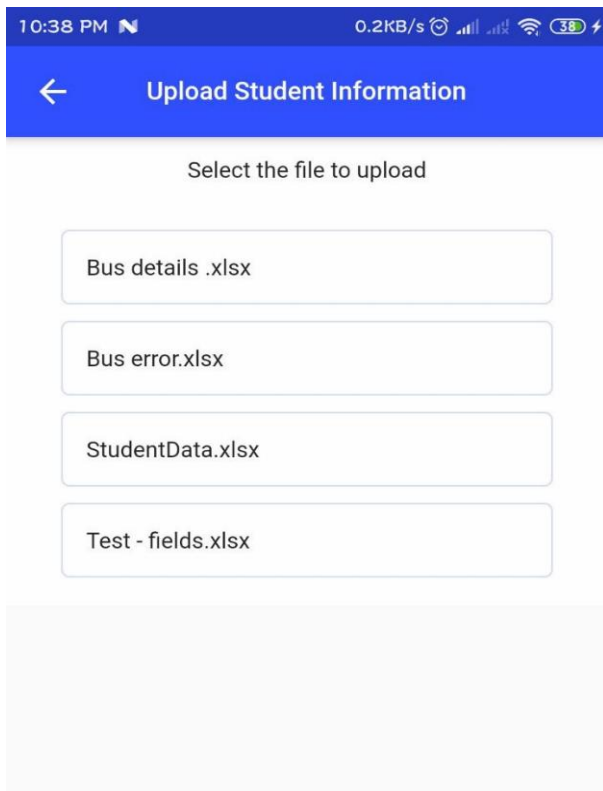 10:38 PM N 0.2KB/s 38
Upload Student Information
Select the file to upload
Bus details .xlsx
Bus error.xlsx
StudentData.xlsx
Test - fields.xlsx